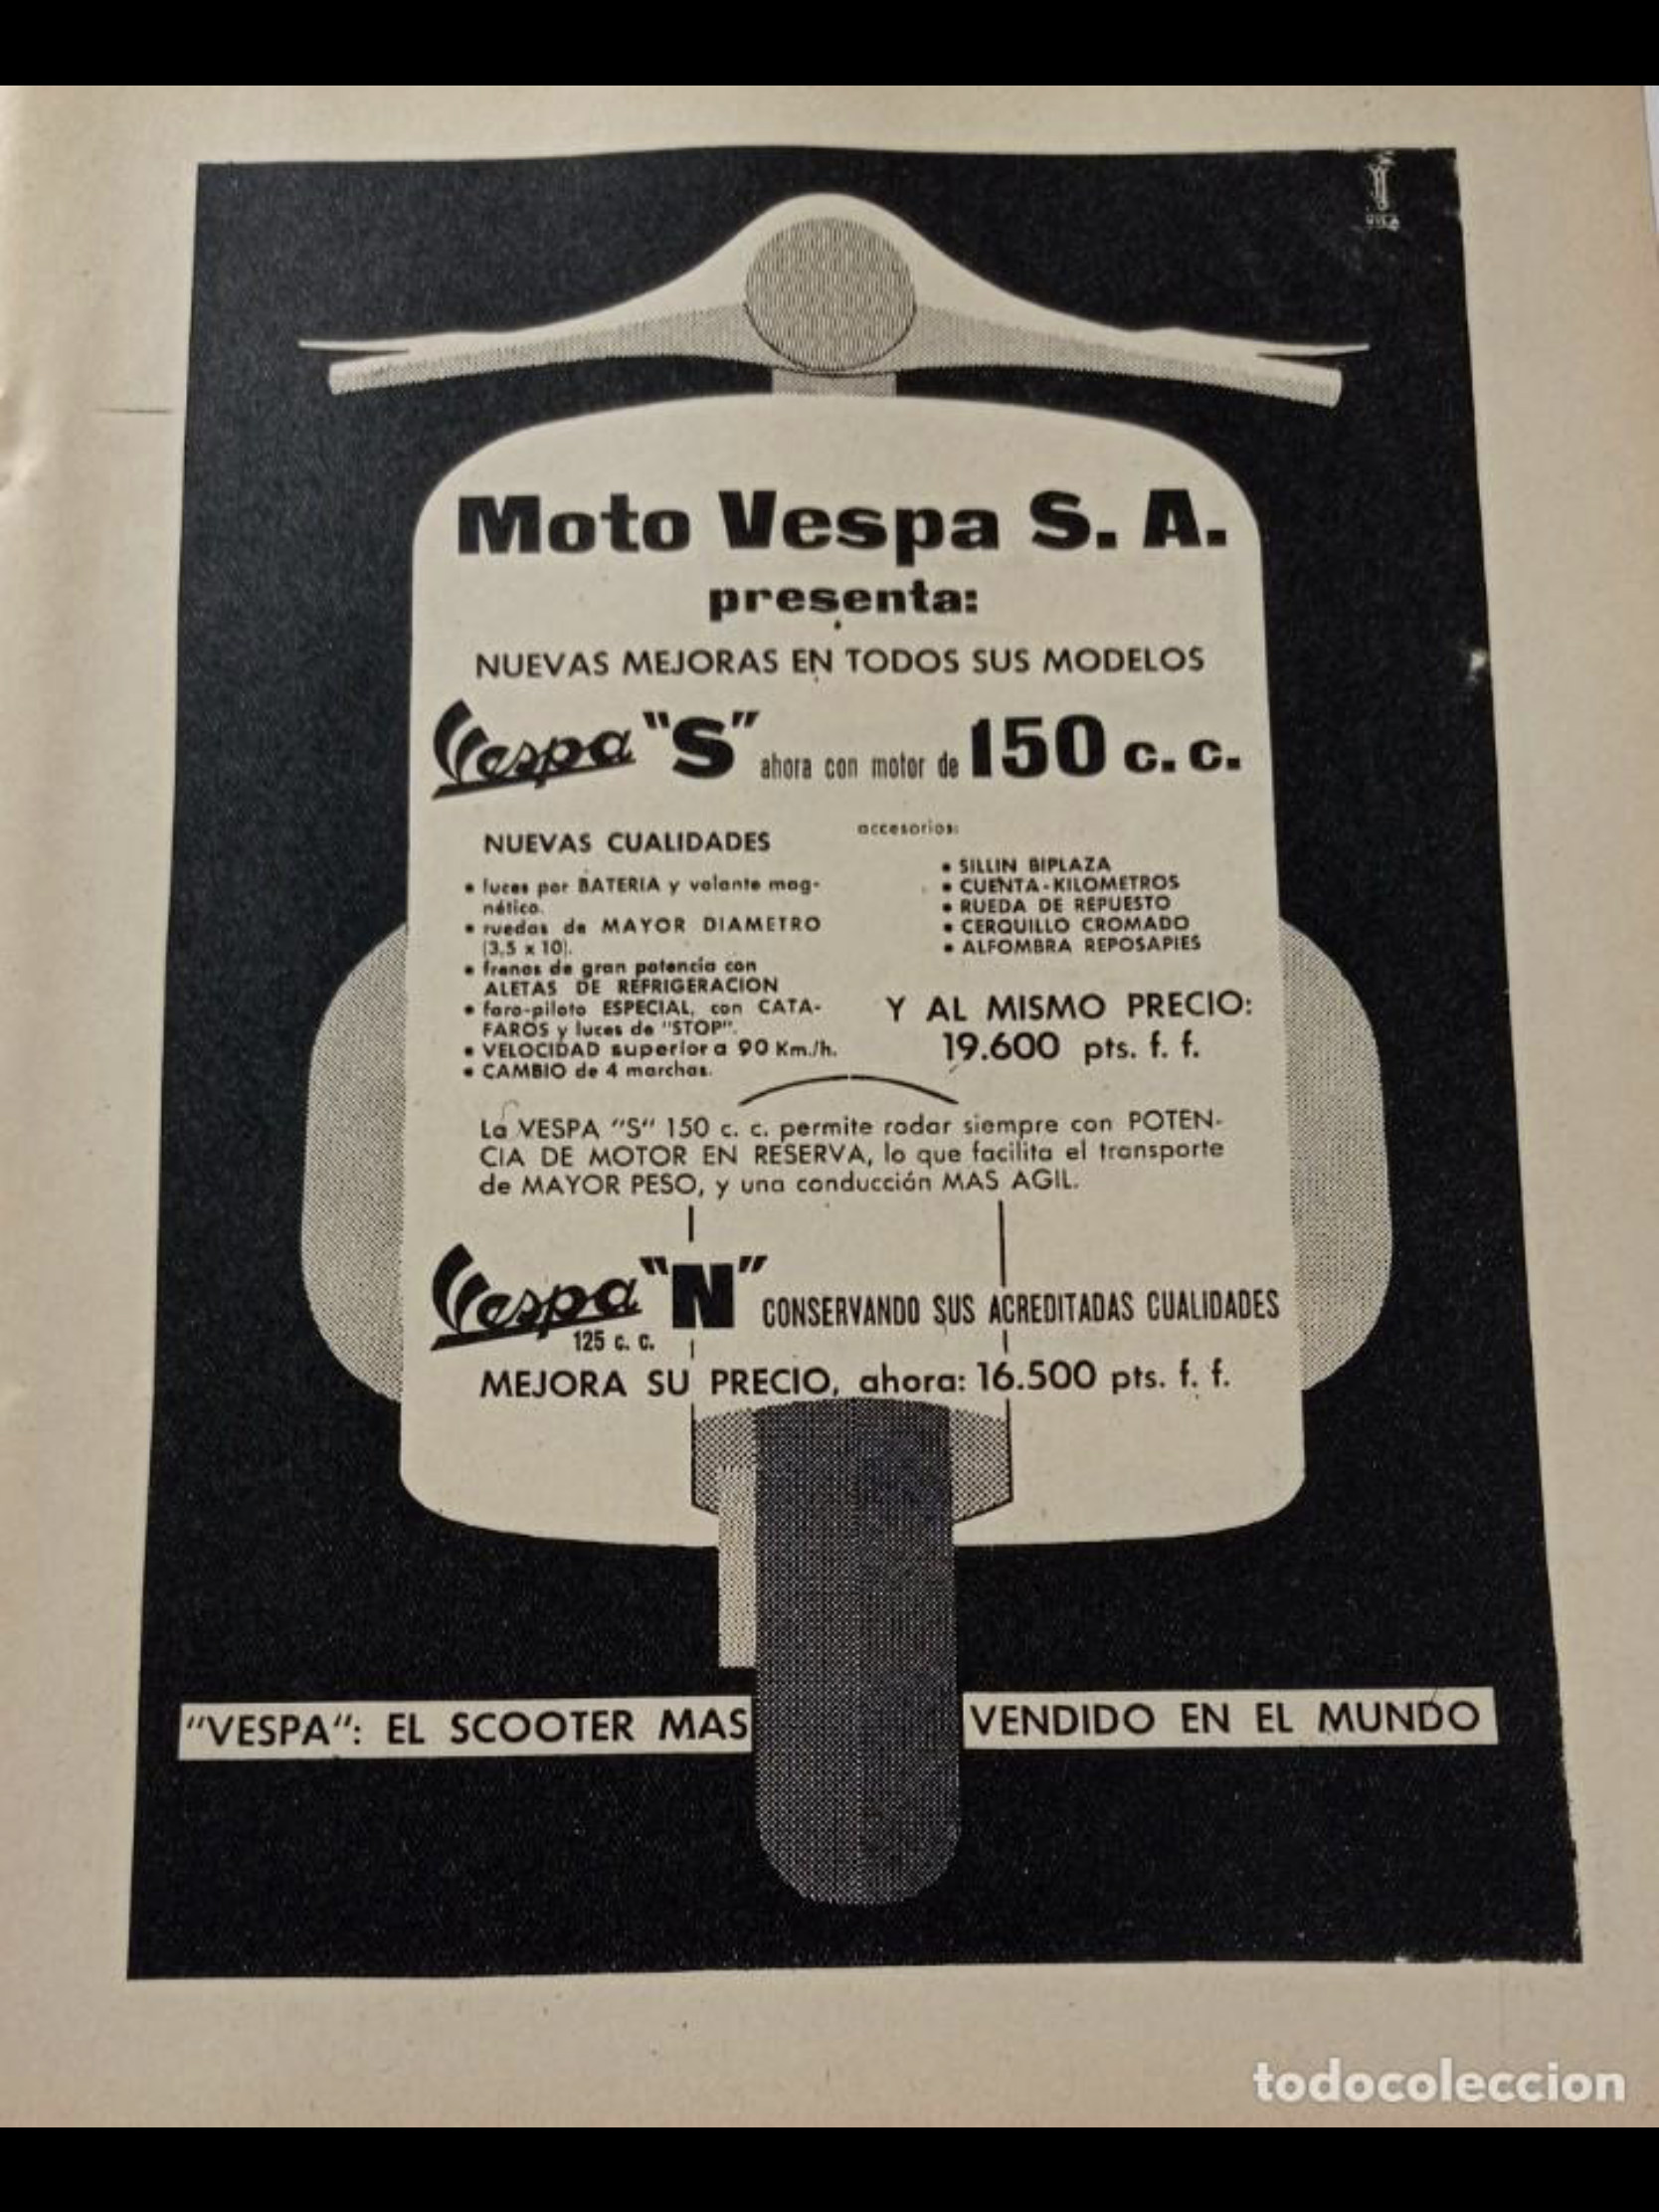 Moto Vespa S. A.
presenta:
NUEVAS MEJORAS EN TODOS SUS MODELOS
Vespa "S" ahora con motor de 150 c. c.
NUEVAS CUALIDADES
• luces por BATERIA y volante mag-
nético.
• ruedas de MAYOR DIAMETRO
(3,5 x 10).
• frenos de gran potencia con
ALETAS DE REFRIGERACION
• faro-piloto ESPECIAL, con CATA-
FAROS y luces de "STOP".
• VELOCIDAD superior a 90 Km./h.
• CAMBIO de 4 marchas.
accesorios:
• SILLIN BIPLAZA
• CUENTA-KILOMETROS
• RUEDA DE REPUESTO
• CERQUILLO CROMADO
• ALFOMBRA REPOSAPIES
Y AL MISMO PRECIO:
19.600 pts. f. f.
La VESPA "S" 150 c. c. permite rodar siempre con POTEN-
CIA DE MOTOR EN RESERVA, lo que facilita el transporte
de MAYOR PESO, y una conducción MAS AGIL.
Vespa "N" CONSERVANDO SUS ACREDITADAS CUALIDADES
125 c. c.
MEJORA SU PRECIO, ahora: 16.500 pts. f. f.
"VESPA": EL SCOOTER MAS VENDIDO EN EL MUNDO
todocoleccion